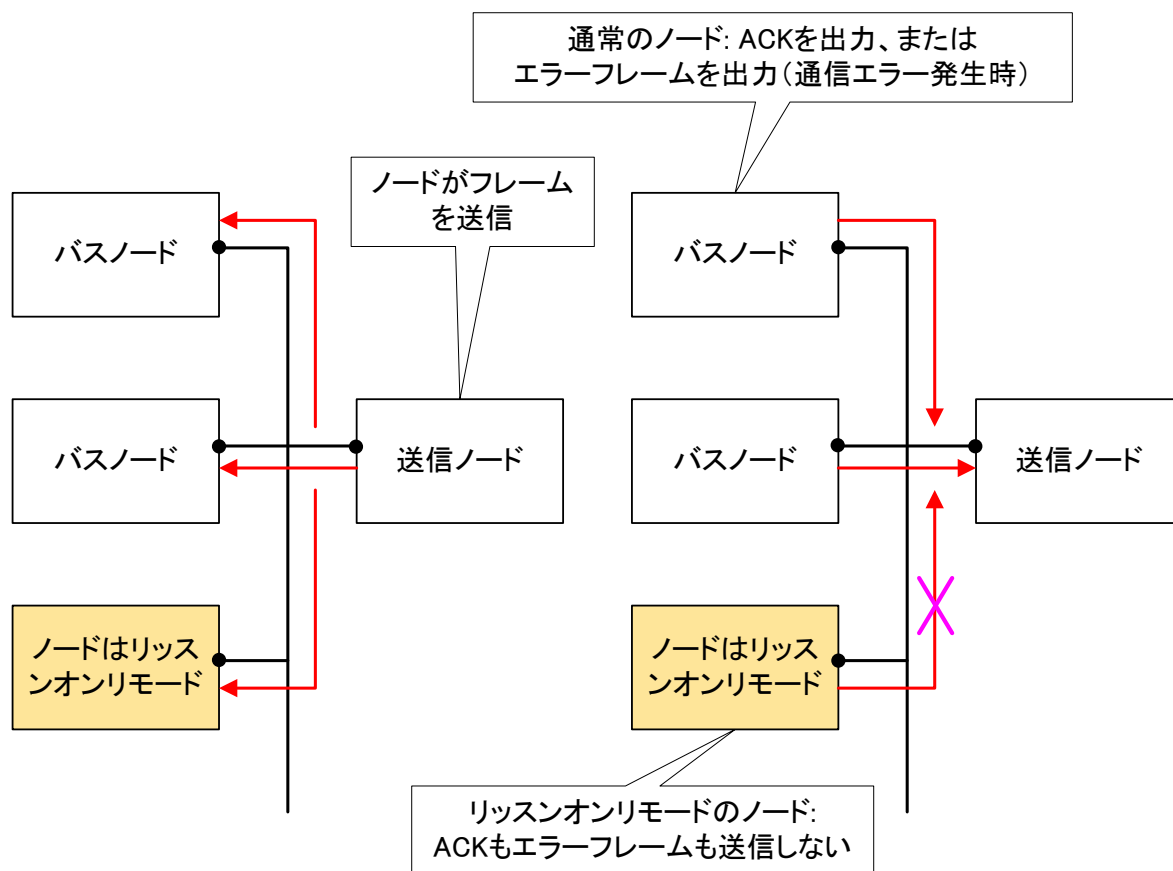 通常のノード: ACKを出力、または
エラーフレームを出力（通信エラー発生時）
ノードがフレーム
を送信
バスノード
バスノード
送信ノード
ノードはリッス
ンオンリモード
バスノード
バスノード
送信ノード
ノードはリッス
ンオンリモード
リッスンオンリモードのノード:
ACKもエラーフレームも送信しない